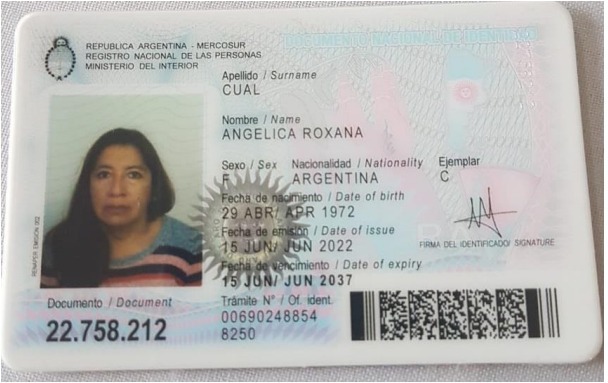 REPUBLICA ARGENTINA - MERCOSUR
REGISTRO NACIONAL DE LAS PERSONAS
MINISTERIO DEL INTERIOR
DOCUMENTO NACIONAL DE IDENTIDAD
Apellido / Surname
CUAL
Nombre / Name
ANGELICA ROXANA
Sexo / Sex Nacionalidad / Nationality Ejemplar
F ARGENTINA C
Fecha de nacimiento / Date of birth
29 ABR/ APR 1972
Fecha de emisión / Date of issue
15 JUN/ JUN 2022
FIRMA DEL IDENTIFICADO/ SIGNATURE
Fecha de vencimiento / Date of expiry
15 JUN/ JUN 2037
Documento / Document
22.758.212
Trámite N° / Of. ident.
00690248854
8250